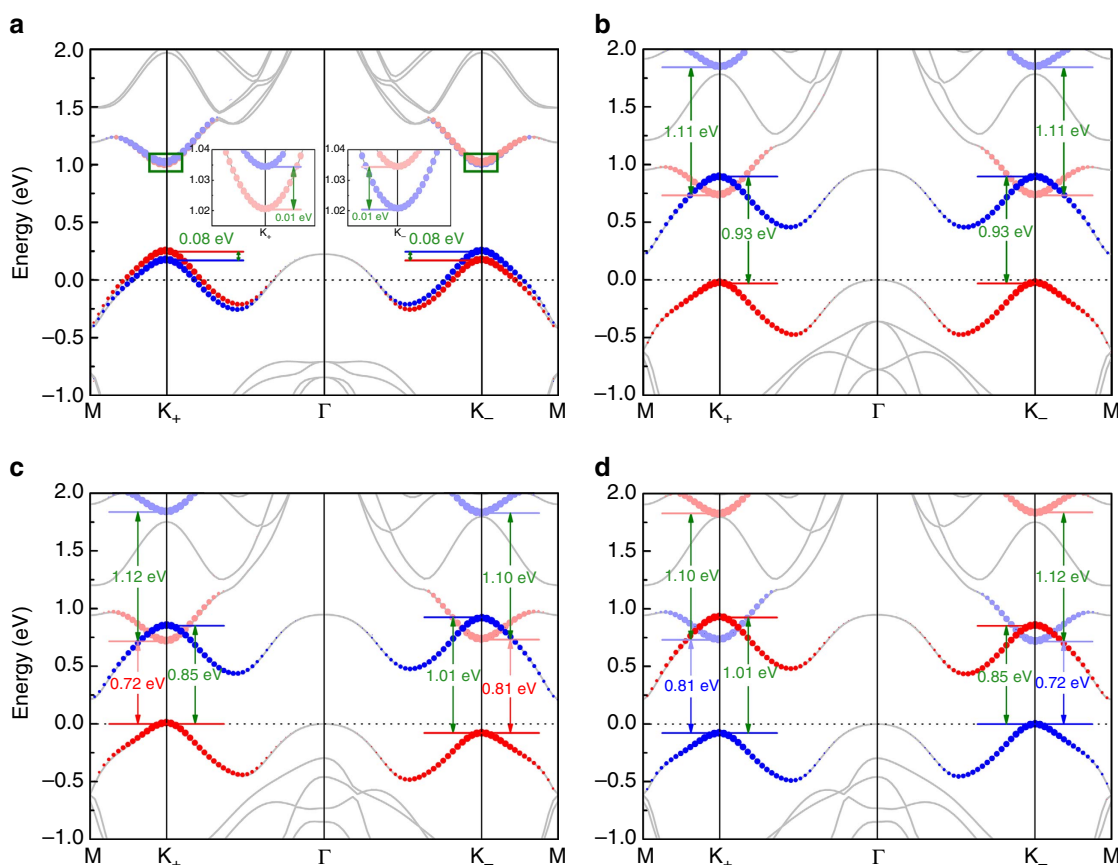 a
Energy (eV)
2.0
1.5
1.0
0.5
0.0
−0.5
−1.0
M K+ Γ K− M
1.04
1.03
1.02
K+
0.01 eV
1.04
1.03
1.02
K−
0.01 eV
0.08 eV
0.08 eV
b
2.0
1.5
1.0
0.5
0.0
−0.5
−1.0
M K+ Γ K− M
1.11 eV
1.11 eV
0.93 eV
0.93 eV
c
Energy (eV)
2.0
1.5
1.0
0.5
0.0
−0.5
−1.0
M K+ Γ K− M
1.12 eV
1.10 eV
0.72 eV
0.85 eV
1.01 eV
0.81 eV
d
2.0
1.5
1.0
0.5
0.0
−0.5
−1.0
M K+ Γ K− M
1.10 eV
1.12 eV
0.81 eV
1.01 eV
0.85 eV
0.72 eV